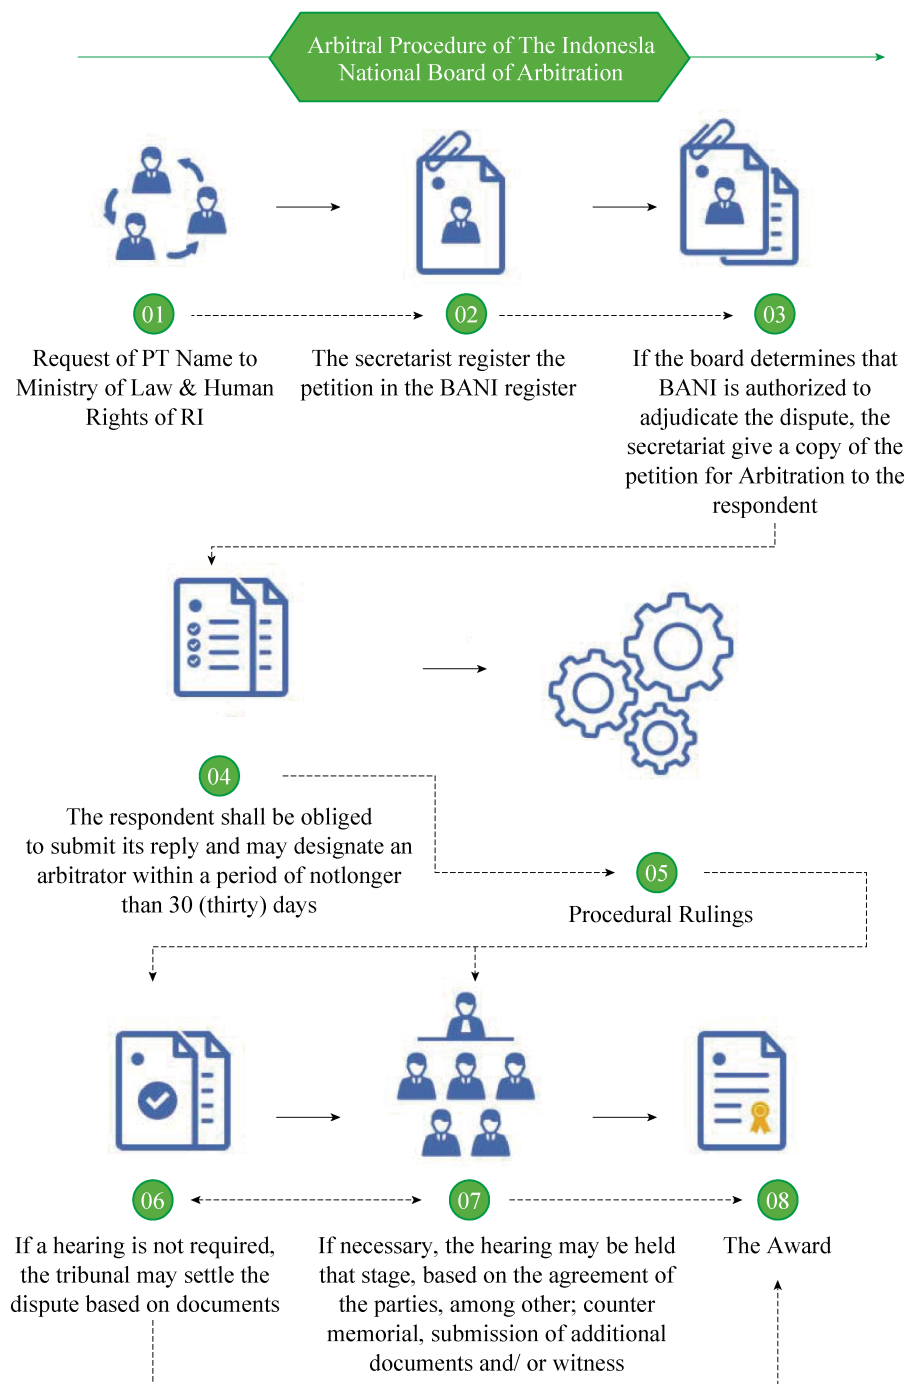 Arbitral Procedure of The Indonesla
National Board of Arbitration
01
Request of PT Name to
Ministry of Law & Human
Rights of RI
02
The secretarist register the
petition in the BANI register
03
If the board determines that
BANI is authorized to
adjudicate the dispute, the
secretariat give a copy of the
petition for Arbitration to the
respondent
04
The respondent shall be obliged
to submit its reply and may designate an
arbitrator within a period of notlonger
than 30 (thirty) days
05
Procedural Rulings
06
If a hearing is not required,
the tribunal may settle the
dispute based on documents
07
If necessary, the hearing may be held
that stage, based on the agreement of
the parties, among other; counter
memorial, submission of additional
documents and/ or witness
08
The Award